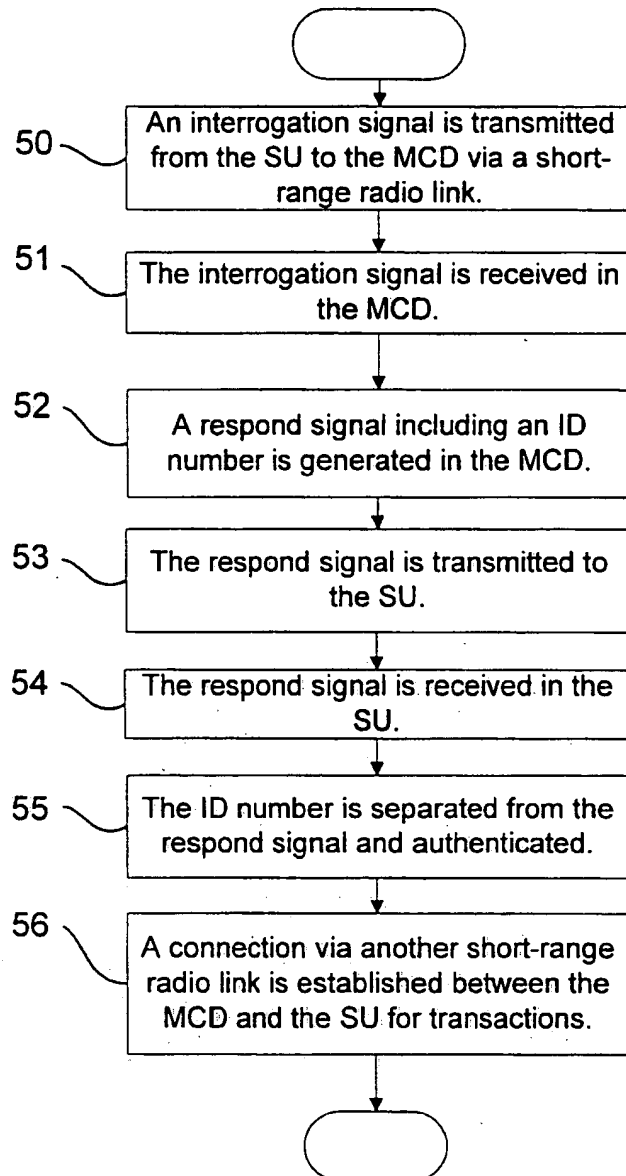 50
An interrogation signal is transmitted
from the SU to the MCD via a short-
range radio link.
51
The interrogation signal is received in
the MCD.
52
A respond signal including an ID
number is generated in the MCD.
53
The respond signal is transmitted to
the SU.
54
The respond signal is received in the
SU.
55
The ID number is separated from the
respond signal and authenticated.
56
A connection via another short-range
radio link is established between the
MCD and the SU for transactions.